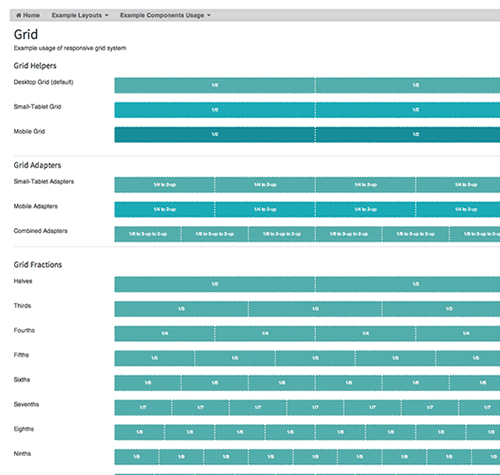 Home Example Layouts Example Components Usage
Grid
Example usage of responsive grid system
Grid Helpers
Desktop Grid (default) 1/2 1/2
Small-Tablet Grid 1/2 1/2
Mobile Grid 1/2 1/2
Grid Adapters
Small-Tablet Adapters 1/4 to 2-up 1/4 to 2-up 1/4 to 2-up 1/4 to 2-up
Mobile Adapters 1/4 to 2-up 1/4 to 2-up 1/4 to 2-up 1/4 to 2-up
Combined Adapters 1/6 to 3-up to 2-up 1/6 to 3-up to 2-up 1/6 to 3-up to 2-up 1/6 to 3-up to 2-up 1/6 to 3-up to 2-up 1/6 to 3-up to 2-up
Grid Fractions
Halves 1/2 1/2
Thirds 1/3 1/3 1/3
Fourths 1/4 1/4 1/4 1/4
Fifths 1/5 1/5 1/5 1/5 1/5
Sixths 1/6 1/6 1/6 1/6 1/6 1/6
Sevenths 1/7 1/7 1/7 1/7 1/7 1/7 1/7
Eighths 1/8 1/8 1/8 1/8 1/8 1/8 1/8 1/8
Ninths 1/9 1/9 1/9 1/9 1/9 1/9 1/9 1/9 1/9